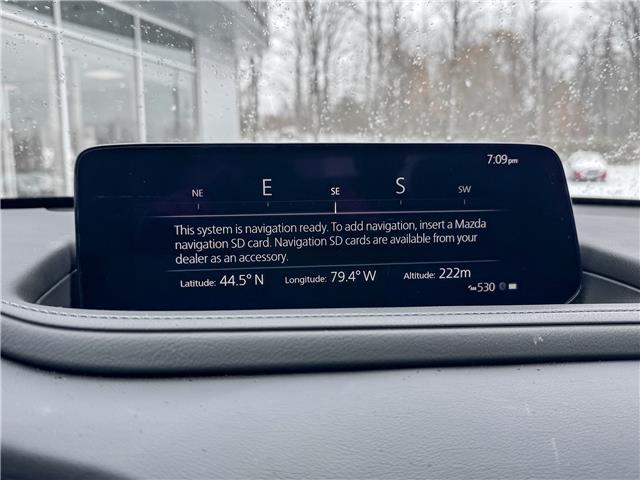 7:09pm
NE E SE S SW
This system is navigation ready. To add navigation, insert a Mazda
navigation SD card. Navigation SD cards are available from your
dealer as an accessory.
Latitude: 44.5° N Longitude: 79.4° W Altitude: 222m
AM 530